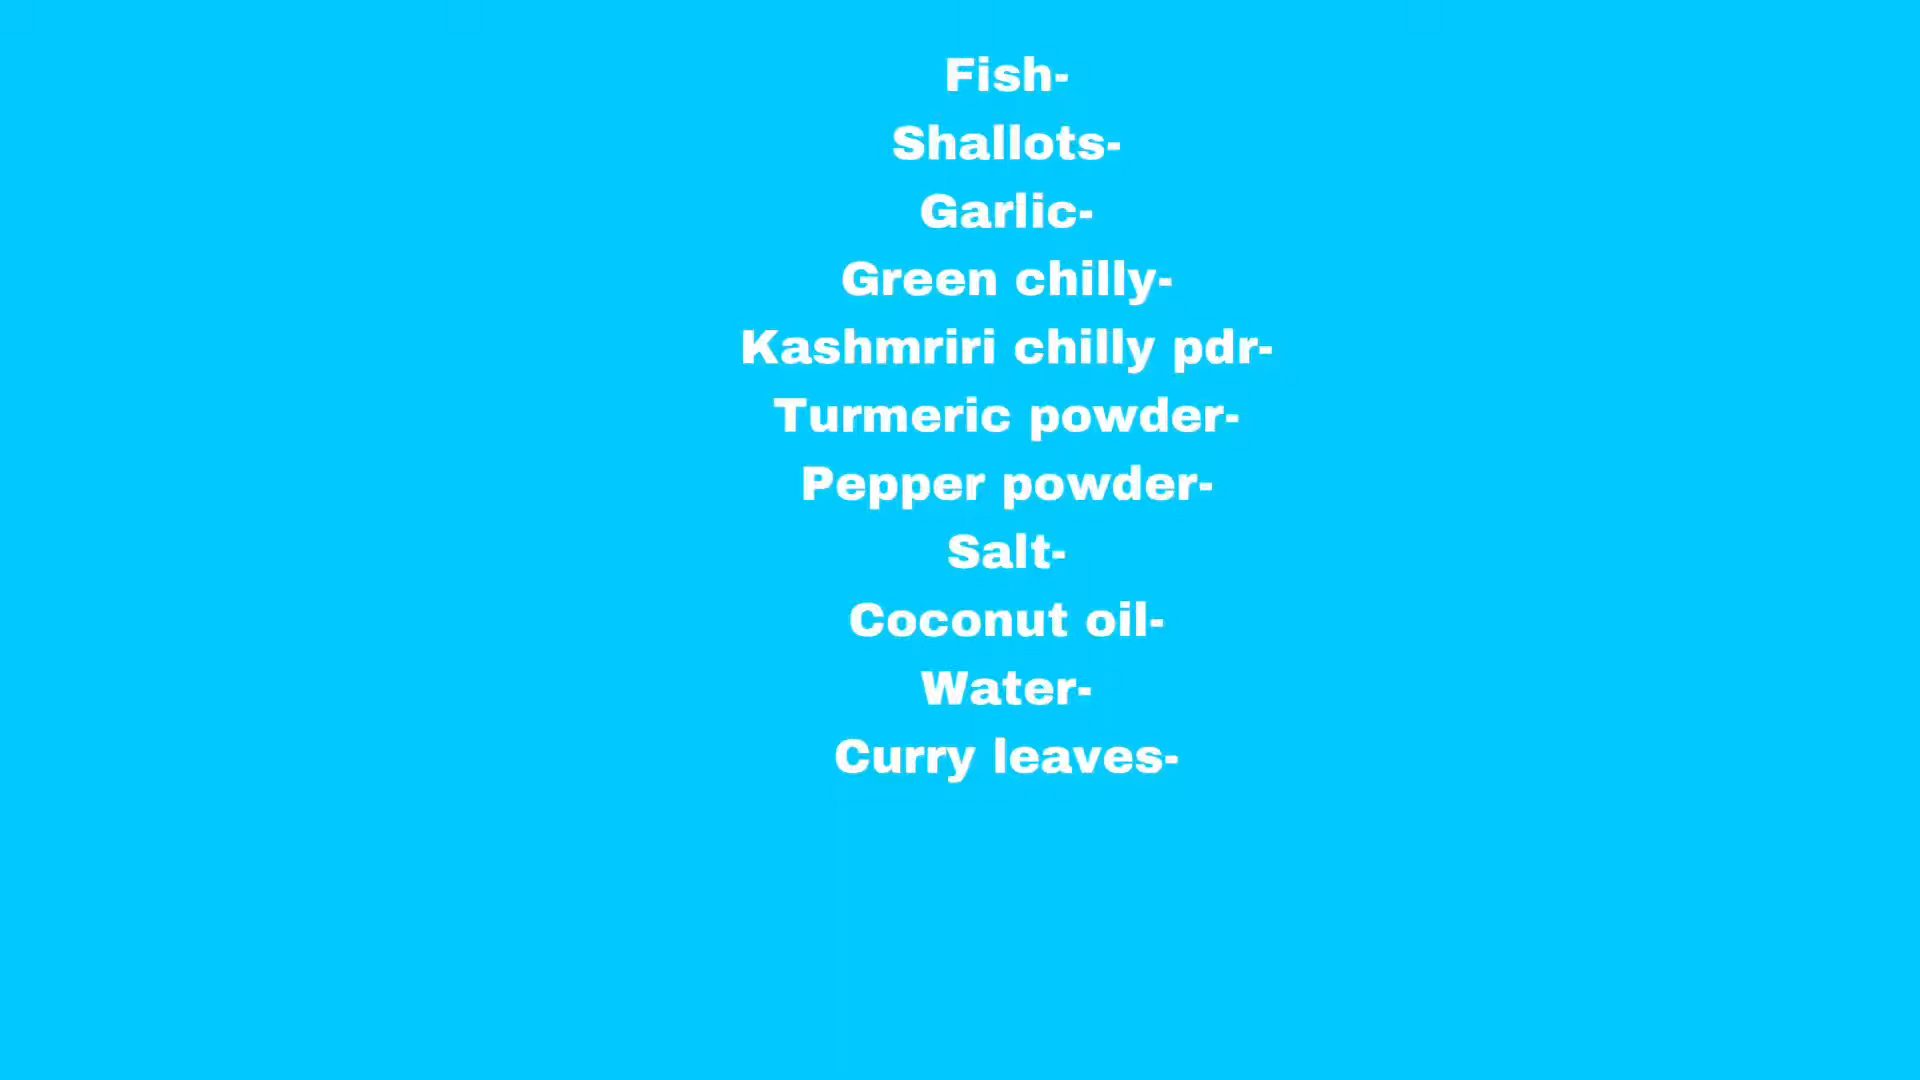 Fish-
Shallots-
Garlic-
Green chilly-
Kashmriri chilly pdr-
Turmeric powder-
Pepper powder-
Salt-
Coconut oil-
Water-
Curry leaves-